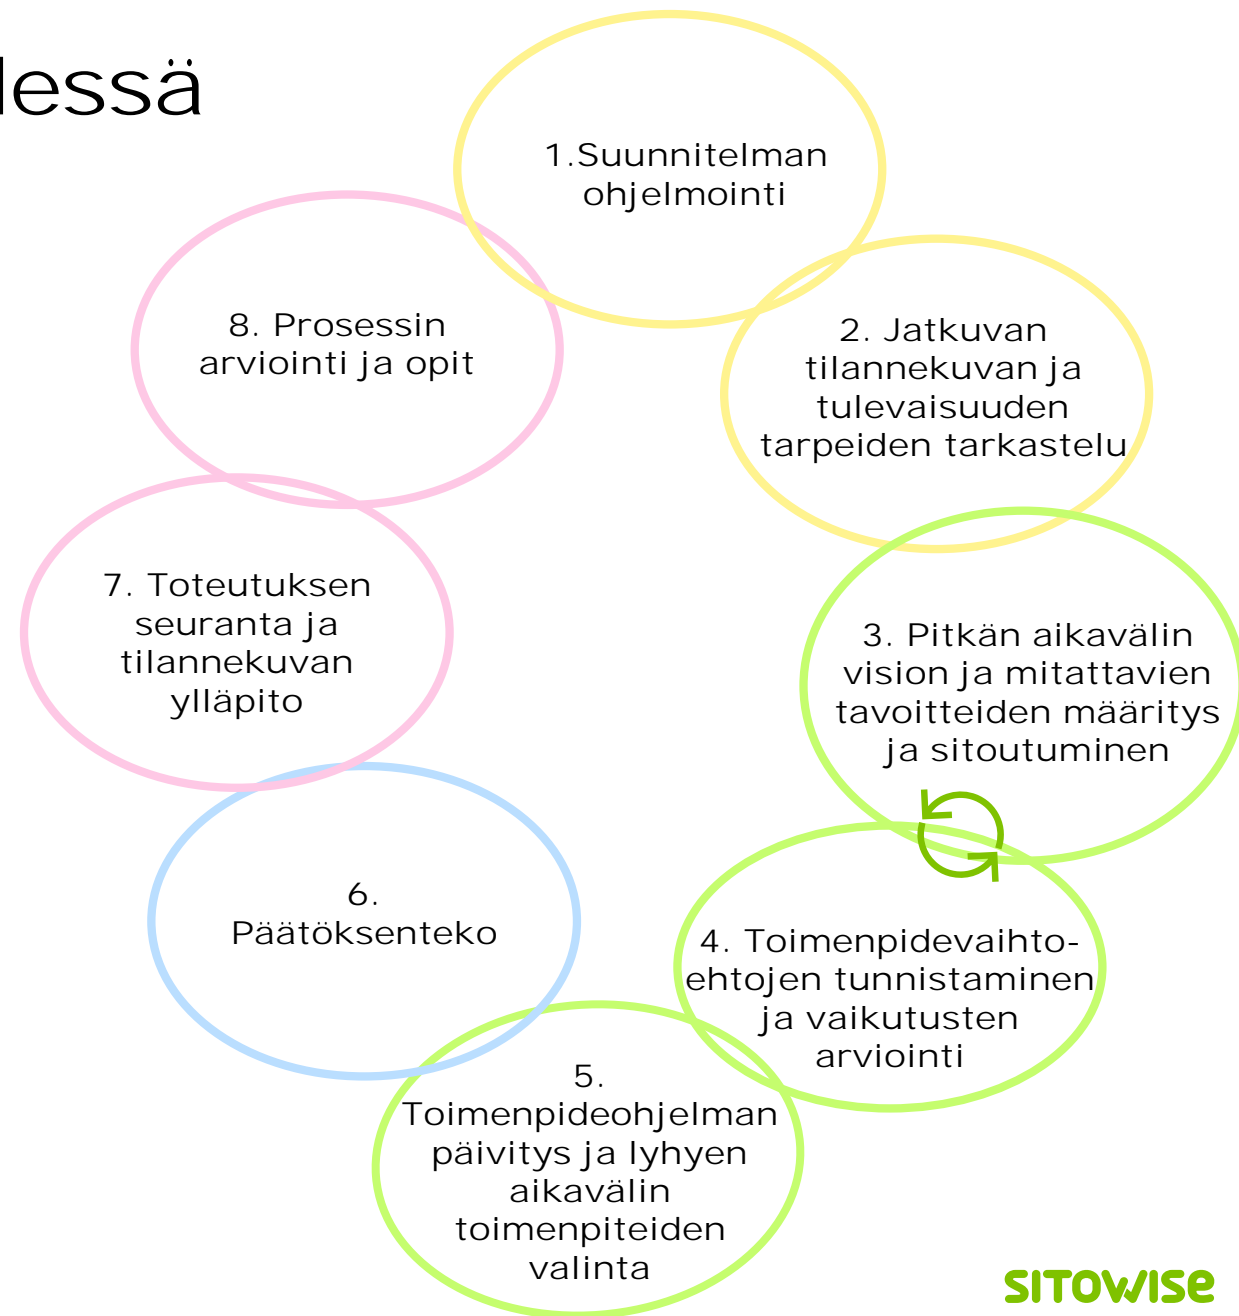 lessä
1.Suunnitelman
ohjelmointi
2. Jatkuvan
tilannekuvan ja
tulevaisuuden
tarpeiden tarkastelu
3. Pitkän aikavälin
vision ja mitattavien
tavoitteiden määritys
ja sitoutuminen
4. Toimenpidevaihto-
ehtojen tunnistaminen
ja vaikutusten
arviointi
5.
Toimenpideohjelman
päivitys ja lyhyen
aikavälin
toimenpiteiden
valinta
6.
Päätöksenteko
7. Toteutuksen
seuranta ja
tilannekuvan
ylläpito
8. Prosessin
arviointi ja opit
SITOWISE